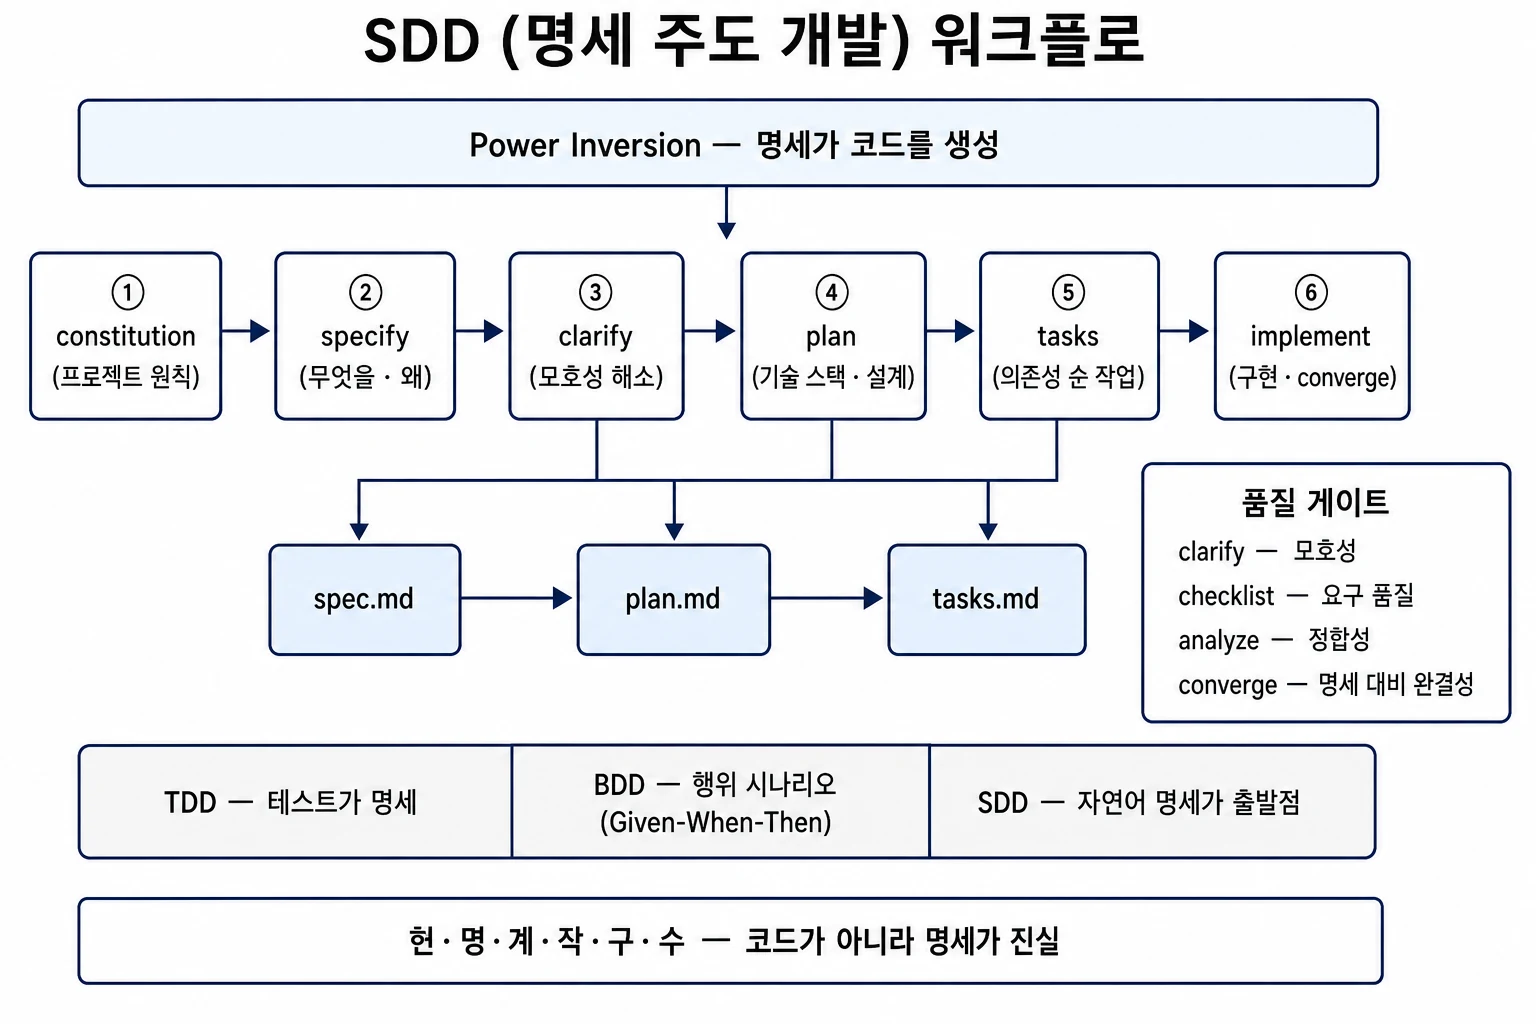 SDD (명세 주도 개발) 워크플로
Power Inversion — 명세가 코드를 생성
①
constitution
(프로젝트 원칙)
②
specify
(무엇을 · 왜)
③
clarify
(모호성 해소)
④
plan
(기술 스택 · 설계)
⑤
tasks
(의존성 순 작업)
⑥
implement
(구현 · converge)
spec.md
plan.md
tasks.md
품질 게이트
clarify — 모호성
checklist — 요구 품질
analyze — 정합성
converge — 명세 대비 완결성
TDD — 테스트가 명세
BDD — 행위 시나리오
(Given-When-Then)
SDD — 자연어 명세가 출발점
헌 · 명 · 계 · 작 · 구 · 수 — 코드가 아니라 명세가 진실